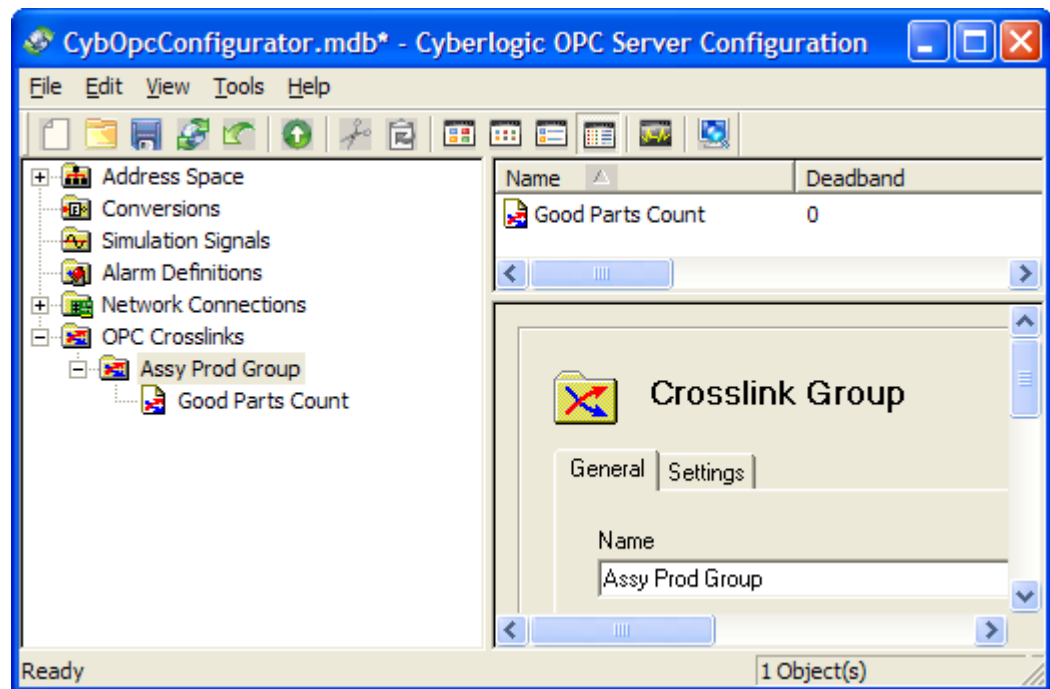 CybOpcConfigurator.mdb* - Cyberlogic OPC Server Configuration
File Edit View Tools Help
Address Space
Conversions
Simulation Signals
Alarm Definitions
Network Connections
OPC Crosslinks
Assy Prod Group
Good Parts Count
Name Deadband
Good Parts Count 0
Crosslink Group
General Settings
Name
Assy Prod Group
Ready 1 Object(s)